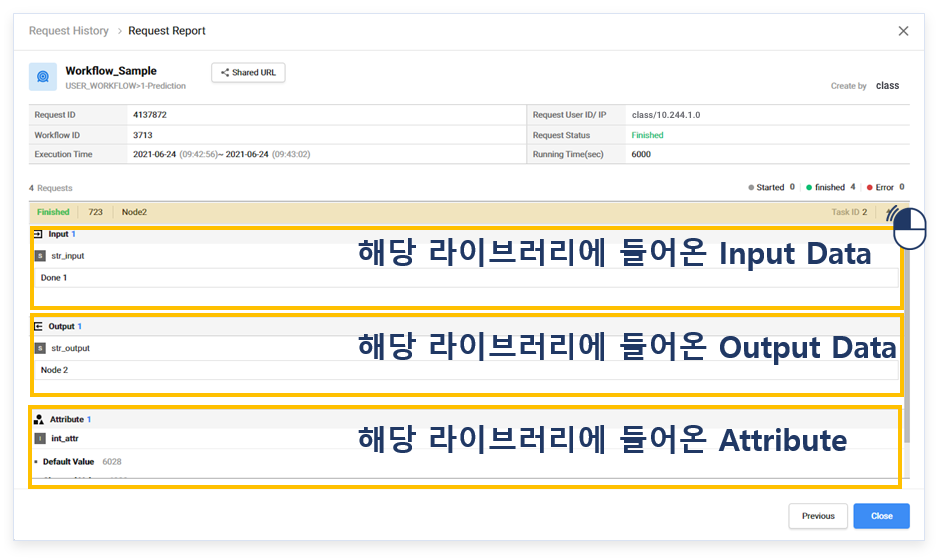 Request History > Request Report
Workflow_Sample
USER_WORKFLOW>1-Prediction
Shared URL
Create by class
Request ID 4137872 Request User ID/ IP class/10.244.1.0
Workflow ID 3713 Request Status Finished
Execution Time 2021-06-24 (09:42:56)~ 2021-06-24 (09:43:02) Running Time(sec) 6000
4 Requests Started 0 finished 4 Error 0
Finished 723 Node2 Task ID 2
Input 1
S str_input
해당 라이브러리에 들어온 Input Data
Done 1
Output 1
S str_output
해당 라이브러리에 들어온 Output Data
Node 2
Attribute 1
I int_attr
해당 라이브러리에 들어온 Attribute
Default Value 6028
Previous Close